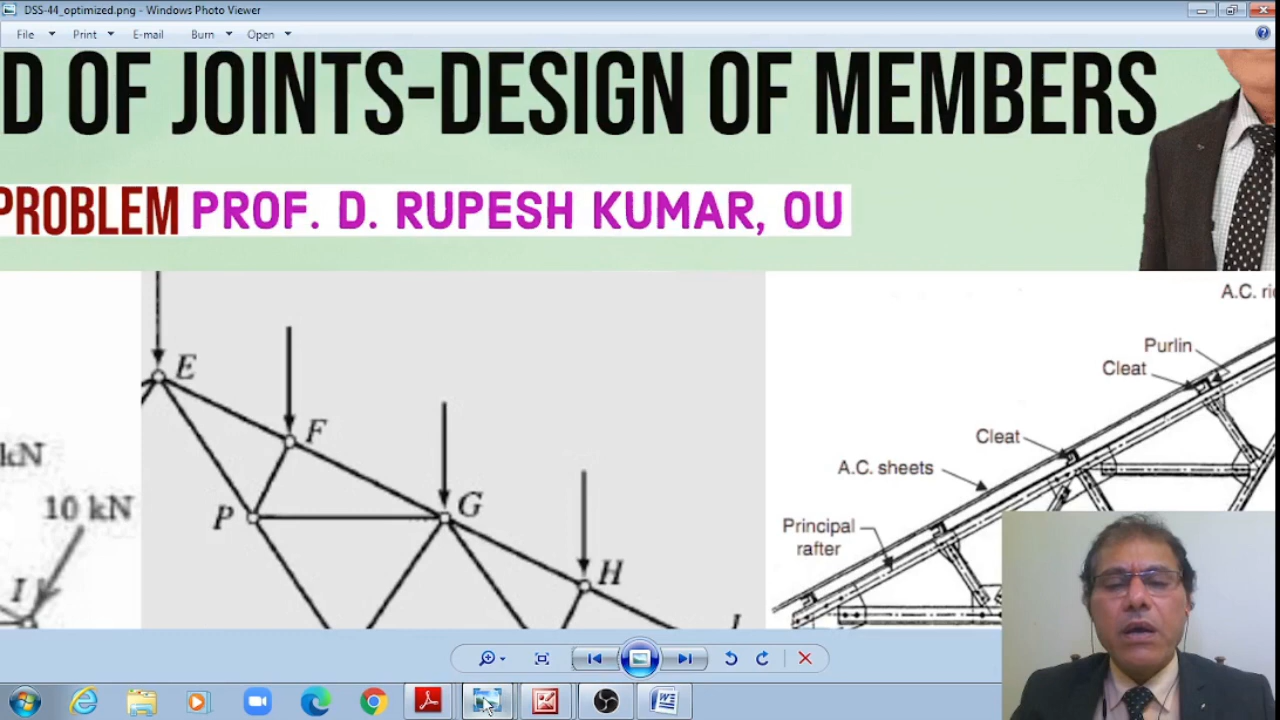 DSS-44_optimized.png - Windows Photo Viewer
File Print E-mail Burn Open
D OF JOINTS-DESIGN OF MEMBERS
PROBLEM PROF. D. RUPESH KUMAR, OU
kN
10 kN
I
E
F
G
P
H
A.C. ri
Purlin
Cleat
Cleat
A.C. sheets
Principal
rafter